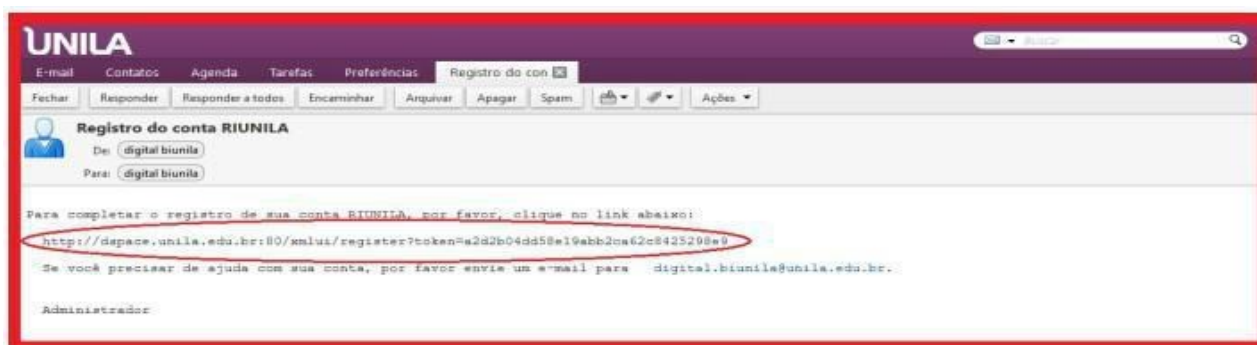 UNILA
Buscar
E-mail Contatos Agenda Tarefas Preferências Registro do con
Fechar Responder Responder a todos Encaminhar Arquivar Apagar Spam Ações
Registro do conta RIUNILA
De: digital biunila
Para: digital biunila
Para completar o registro de sua conta RIUNILA, por favor, clique no link abaixo:
http://dspace.unila.edu.br:80/xmlui/register?token=a2d2b04dd58e19abb2ca62c8425298e9
Se você precisar de ajuda com sua conta, por favor envie um e-mail para digital.biunila@unila.edu.br.
Administrador